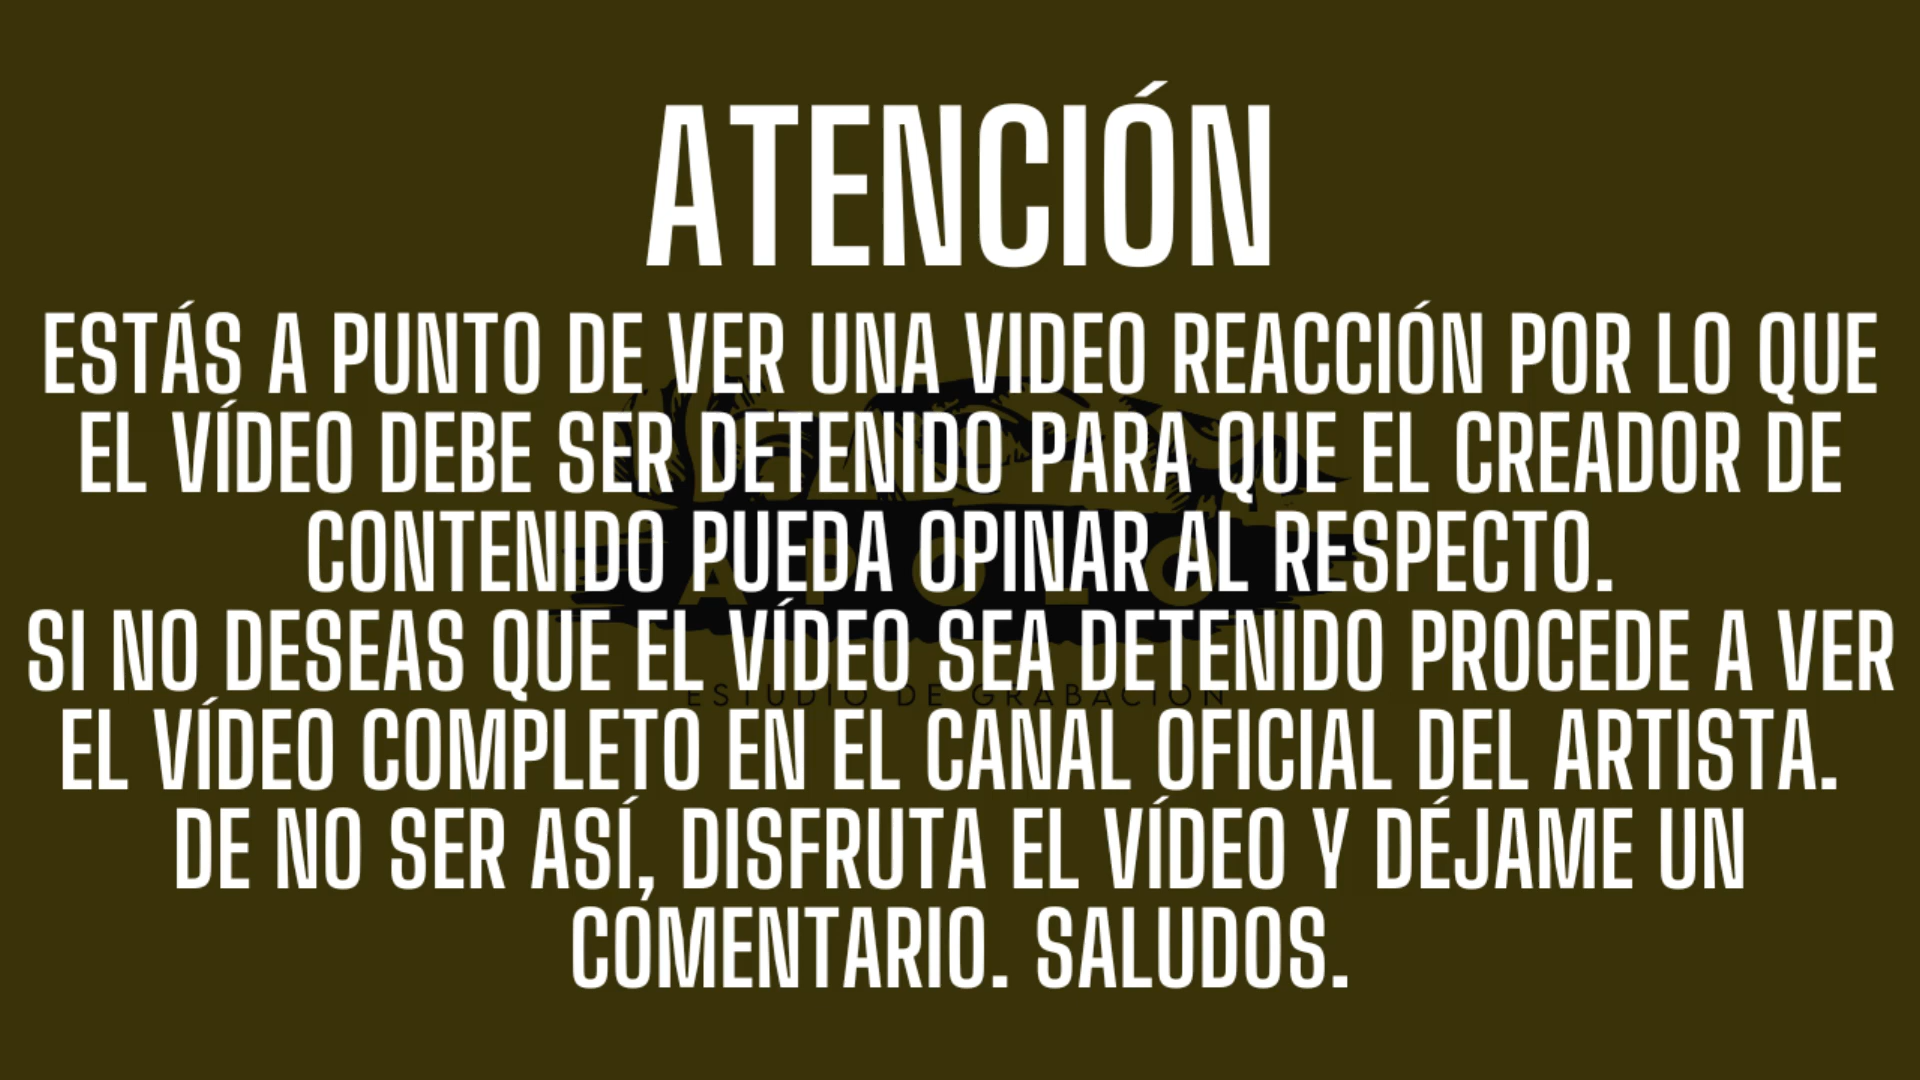 ATENCIÓN
ESTÁS A PUNTO DE VER UNA VIDEO REACCIÓN POR LO QUE
EL VÍDEO DEBE SER DETENIDO PARA QUE EL CREADOR DE
CONTENIDO PUEDA OPINAR AL RESPECTO.
APOLO
SI NO DESEAS QUE EL VÍDEO SEA DETENIDO PROCEDE A VER
ESTUDIO DE GRABACIÓN
EL VÍDEO COMPLETO EN EL CANAL OFICIAL DEL ARTISTA.
DE NO SER ASÍ, DISFRUTA EL VÍDEO Y DÉJAME UN
COMENTARIO. SALUDOS.